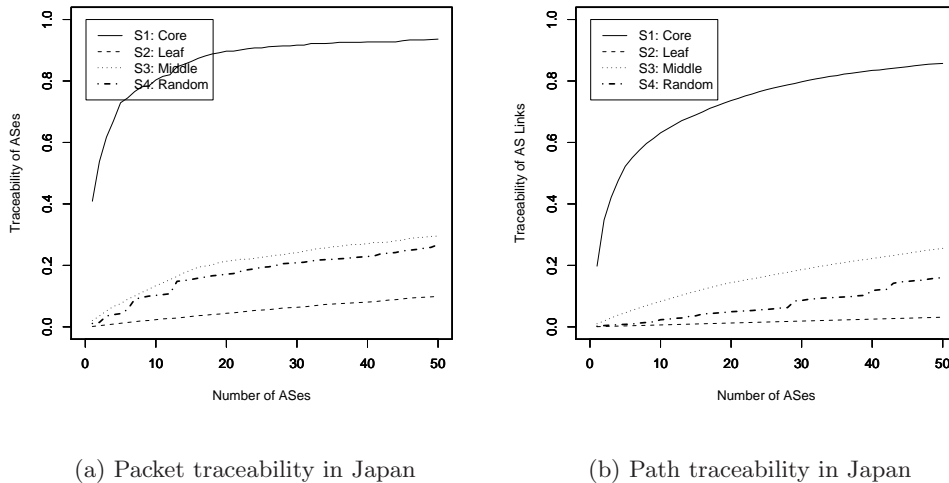 Traceability of ASes
1.0
0.8
0.6
0.4
0.2
0.0
S1: Core
S2: Leaf
S3: Middle
S4: Random
0 10 20 30 40 50
Number of ASes
(a) Packet traceability in Japan
Traceability of AS Links
1.0
0.8
0.6
0.4
0.2
0.0
S1: Core
S2: Leaf
S3: Middle
S4: Random
0 10 20 30 40 50
Number of ASes
(b) Path traceability in Japan